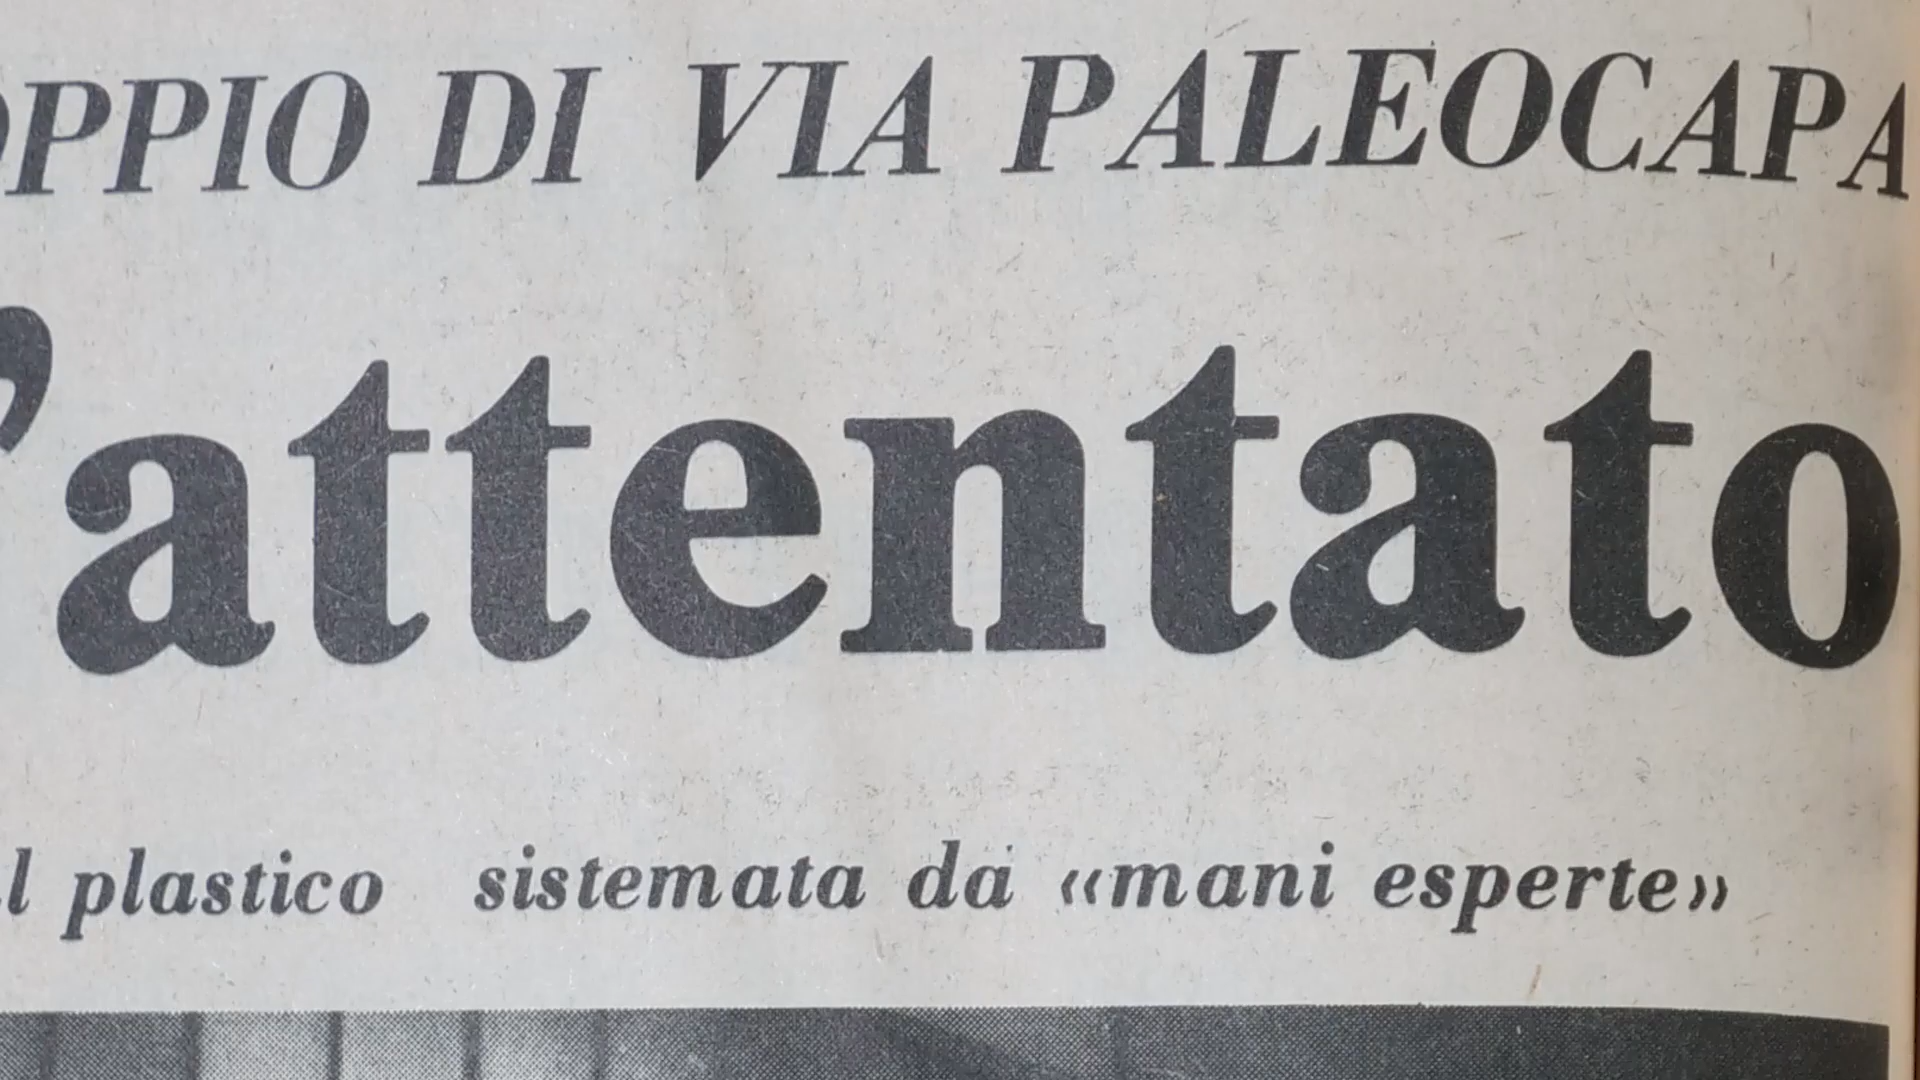 OPPIO DI VIA PALEOCAPA
'attentato
l plastico sistemata da «mani esperte»